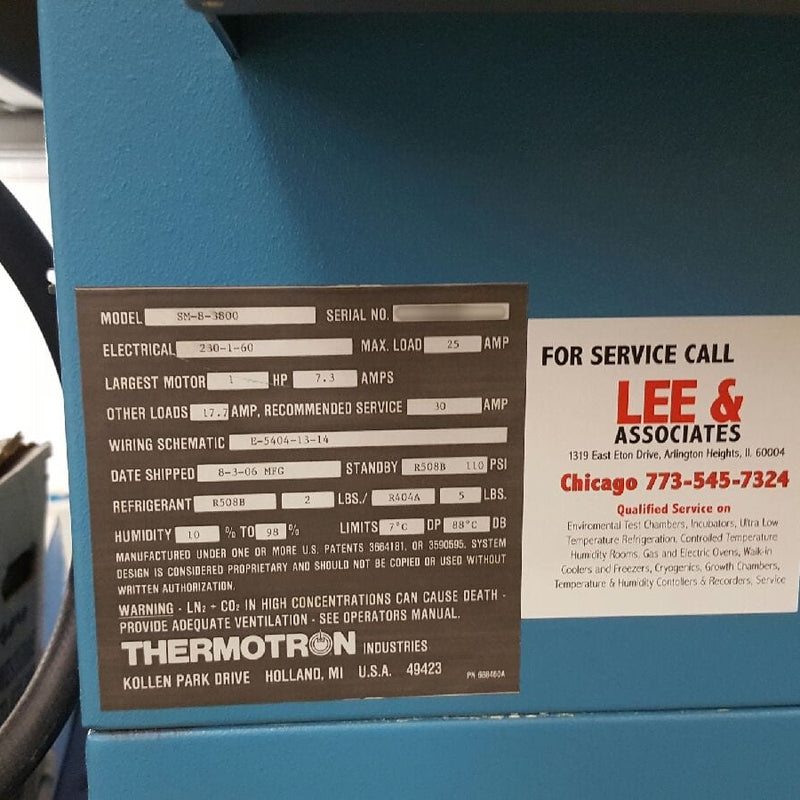 MODEL SM-8-3800 SERIAL NO.
ELECTRICAL 230-1-60 MAX. LOAD 25 AMP
LARGEST MOTOR 1 HP 7.3 AMPS
OTHER LOADS 17.7 AMP, RECOMMENDED SERVICE 30 AMP
WIRING SCHEMATIC E-5404-13-14
DATE SHIPPED 8-3-06 MFG STANDBY R508B 110 PSI
REFRIGERANT R508B 2 LBS./ R404A 5 LBS.
HUMIDITY 10 % TO 98 % LIMITS 7°C DP 88°C DB
MANUFACTURED UNDER ONE OR MORE U.S. PATENTS 3664181, OR 3590595. SYSTEM
DESIGN IS CONSIDERED PROPRIETARY AND SHOULD NOT BE COPIED OR USED WITHOUT
WRITTEN AUTHORIZATION.
WARNING - LN₂ + CO₂ IN HIGH CONCENTRATIONS CAN CAUSE DEATH -
PROVIDE ADEQUATE VENTILATION - SEE OPERATORS MANUAL.
THERMOTRON INDUSTRIES
KOLLEN PARK DRIVE HOLLAND, MI U.S.A. 49423
FOR SERVICE CALL
LEE &
ASSOCIATES
1319 East Eton Drive, Arlington Heights, Il. 60004
Chicago 773-545-7324
Qualified Service on
Enviromental Test Chambers, Incubators, Ultra Low
Temperature Refrigeration, Controlled Temperature
Humidity Rooms, Gas and Electric Ovens, Walk-in
Coolers and Freezers, Cryogenics, Growth Chambers,
Temperature & Humidity Contollers & Recorders, Service